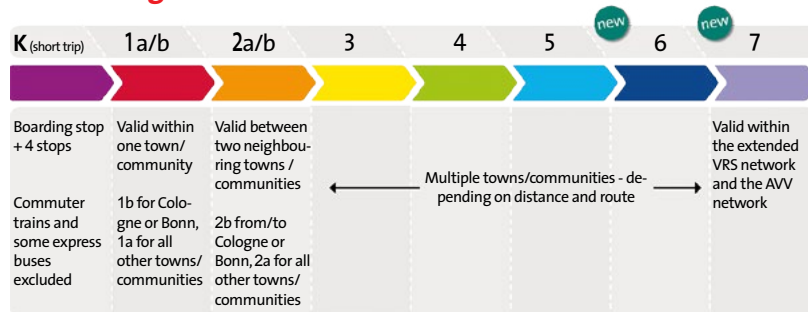 new
new
K (short trip)
1a/b
2a/b
3
4
5
6
7
Boarding stop
+ 4 stops
Commuter
trains and
some express
buses
excluded
Valid within
one town/
community
1b for Colo-
gne or Bonn,
1a for all
other towns/
communities
Valid between
two neighbou-
ring towns /
communities
2b from/to
Cologne or
Bonn, 2a for all
other towns/
communities
Multiple towns/communities - de-
pending on distance and route
Valid within
the extended
VRS network
and the AVV
network